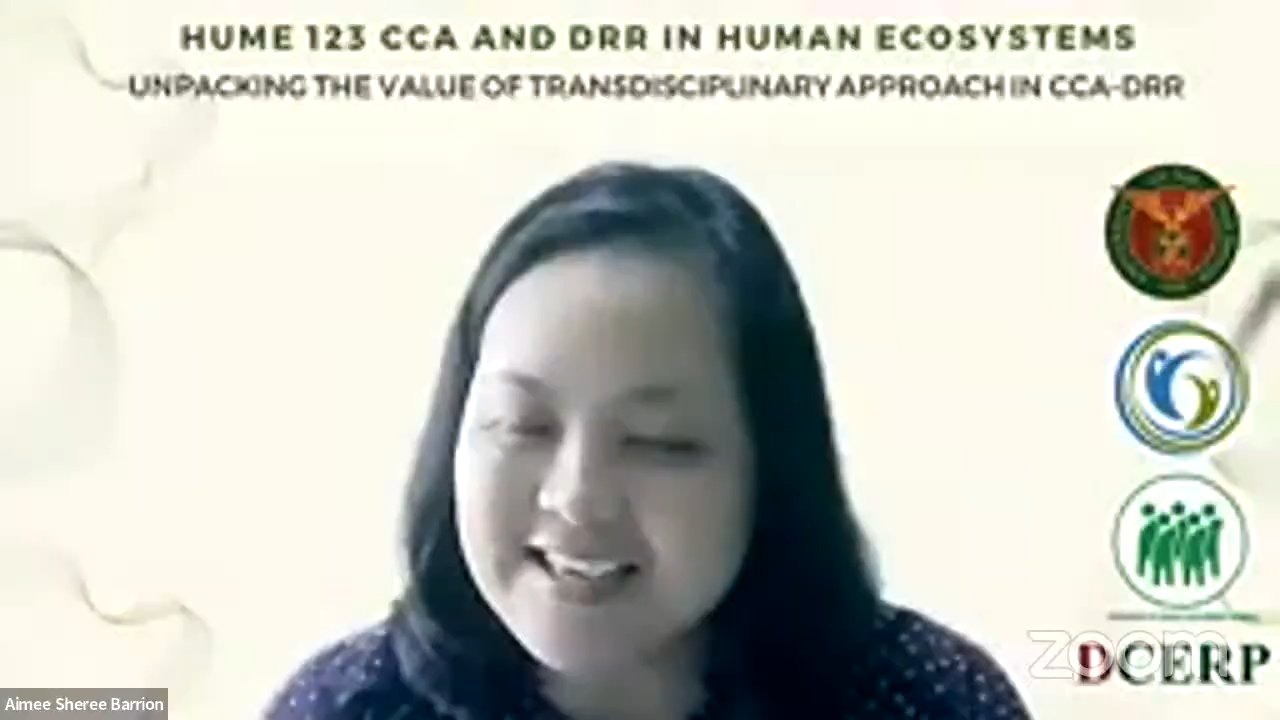 HUME 123 CCA AND DRR IN HUMAN ECOSYSTEMS
UNPACKING THE VALUE OF TRANSDISCIPLINARY APPROACH IN CCA-DRR
zoom
DCERP
Aimee Sheree Barrion